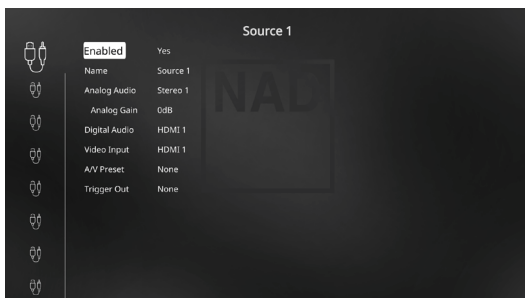 Source 1
Enabled Yes
Name Source 1
Analog Audio Stereo 1
Analog Gain 0dB
Digital Audio HDMI 1
Video Input HDMI 1
A/V Preset None
Trigger Out None
NAD